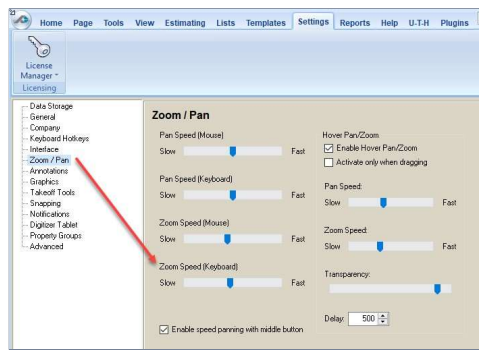 Home Page Tools View Estimating Lists Templates Settings Reports Help U-T-H Plugins
License
Manager
Licensing
Data Storage
General
Company
Keyboard Hotkeys
Interface
Zoom / Pan
Annotations
Graphics
Takeoff Tools
Snapping
Notifications
Digitizer Tablet
Property Groups
Advanced
Zoom / Pan
Pan Speed (Mouse)
Slow Fast
Pan Speed (Keyboard)
Slow Fast
Zoom Speed (Mouse)
Slow Fast
Zoom Speed (Keyboard)
Slow Fast
Enable speed panning with middle button
Hover Pan/Zoom
Enable Hover Pan/Zoom
Activate only when dragging
Pan Speed:
Slow Fast
Zoom Speed:
Slow Fast
Transparency:
Delay: 500